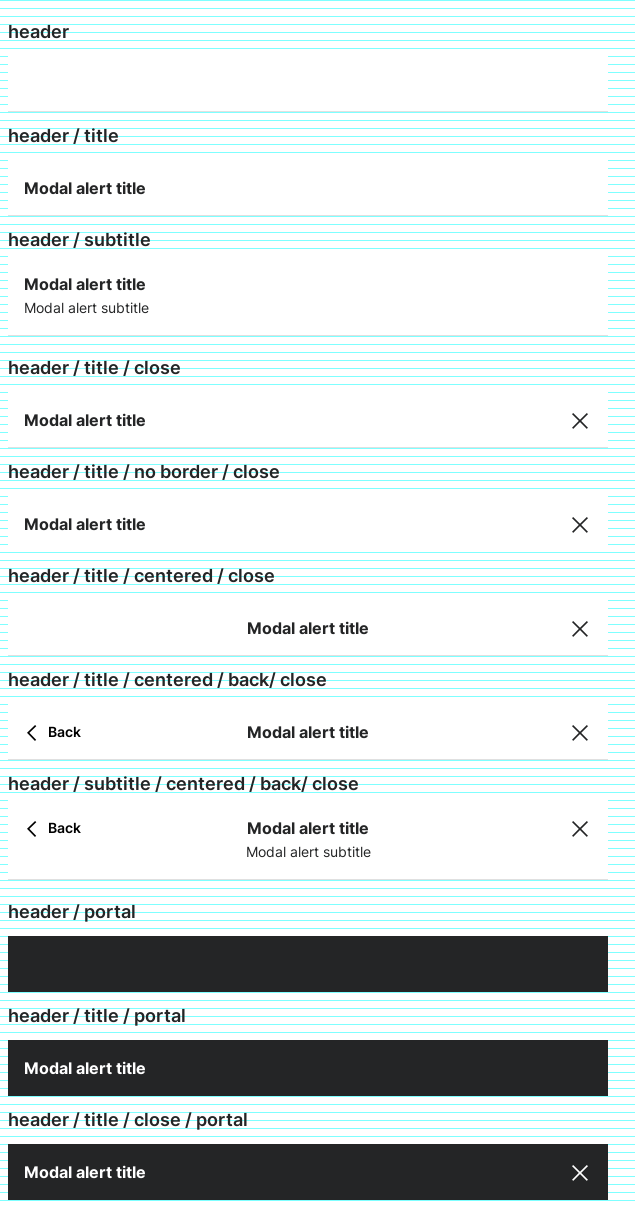 header
header / title
Modal alert title
header / subtitle
Modal alert title
Modal alert subtitle
header / title / close
Modal alert title
header / title / no border / close
Modal alert title
header / title / centered / close
Modal alert title
header / title / centered / back/ close
Back Modal alert title
header / subtitle / centered / back/ close
Back Modal alert title
Modal alert subtitle
header / portal
header / title / portal
Modal alert title
header / title / close / portal
Modal alert title